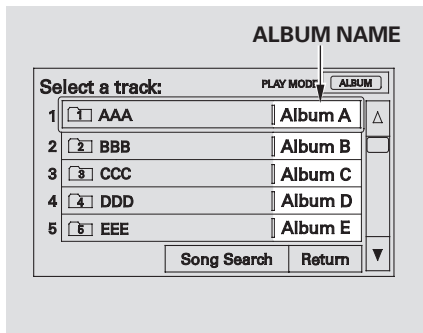 ALBUM NAME
Select a track: PLAY MODE ALBUM
1 1 AAA Album A
2 2 BBB Album B
3 3 CCC Album C
4 4 DDD Album D
5 5 EEE Album E
Song Search Return